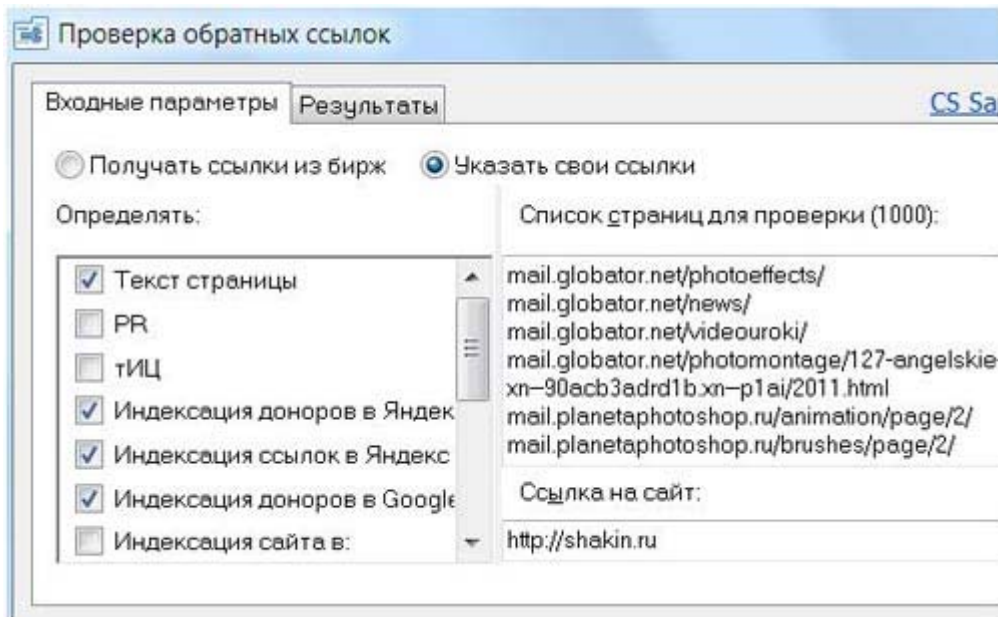 Проверка обратных ссылок
Входные параметры
Результаты
CS Sa
Получать ссылки из бирж
Указать свои ссылки
Определять:
Текст страницы
PR
тИЦ
Индексация доноров в Яндек
Индексация ссылок в Яндекс
Индексация доноров в Google
Индексация сайта в:
Список страниц для проверки (1000):
mail.globator.net/photoeffects/
mail.globator.net/news/
mail.globator.net/videouroki/
mail.globator.net/photomontage/127-angelskie-
xn--90acb3adrd1b.xn--p1ai/2011.html
mail.planetaphotoshop.ru/animation/page/2/
mail.planetaphotoshop.ru/brushes/page/2/
Ссылка на сайт:
http://shakin.ru